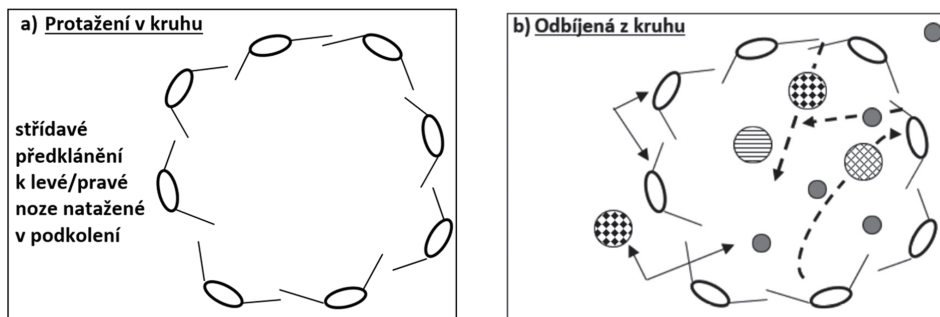 a) Protažení v kruhu
střídavé
předklánění
k levé/pravé
noze natažené
v podkolení
b) Odbíjená z kruhu